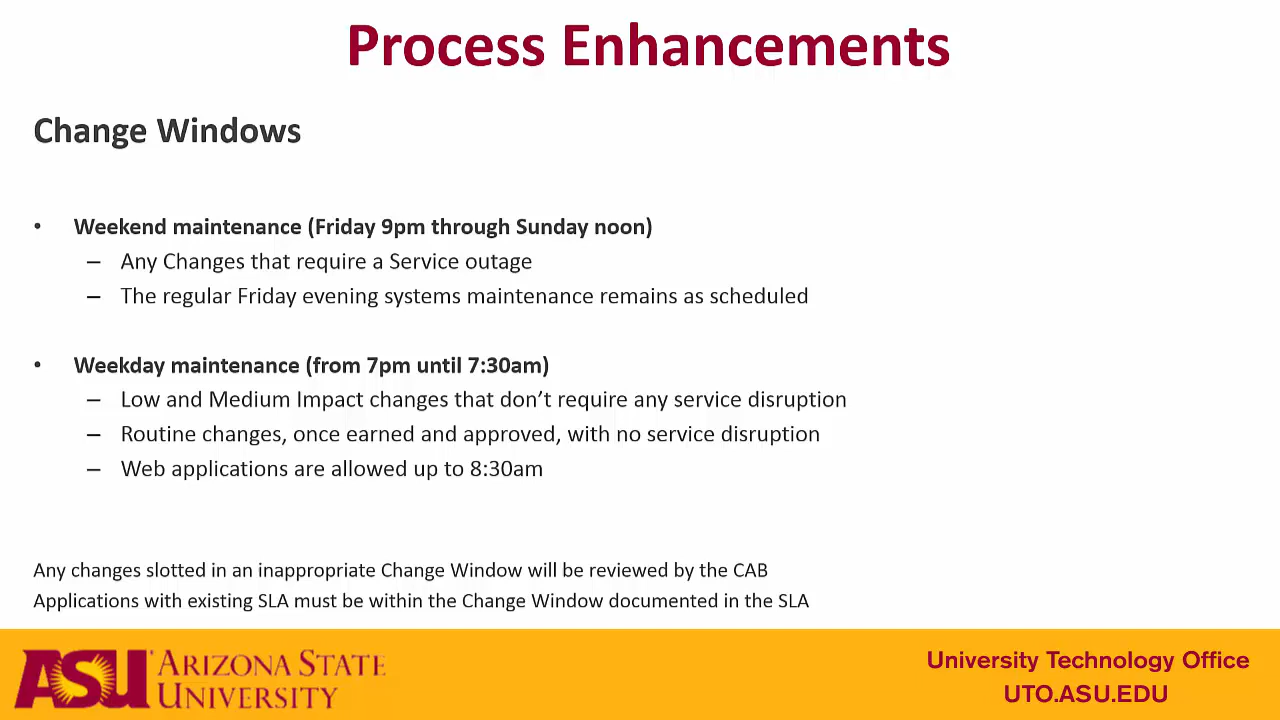 Process Enhancements
Change Windows
• Weekend maintenance (Friday 9pm through Sunday noon)
– Any Changes that require a Service outage
– The regular Friday evening systems maintenance remains as scheduled
• Weekday maintenance (from 7pm until 7:30am)
– Low and Medium Impact changes that don’t require any service disruption
– Routine changes, once earned and approved, with no service disruption
– Web applications are allowed up to 8:30am
Any changes slotted in an inappropriate Change Window will be reviewed by the CAB
Applications with existing SLA must be within the Change Window documented in the SLA
ASU ARIZONA STATE
UNIVERSITY
University Technology Office
UTO.ASU.EDU